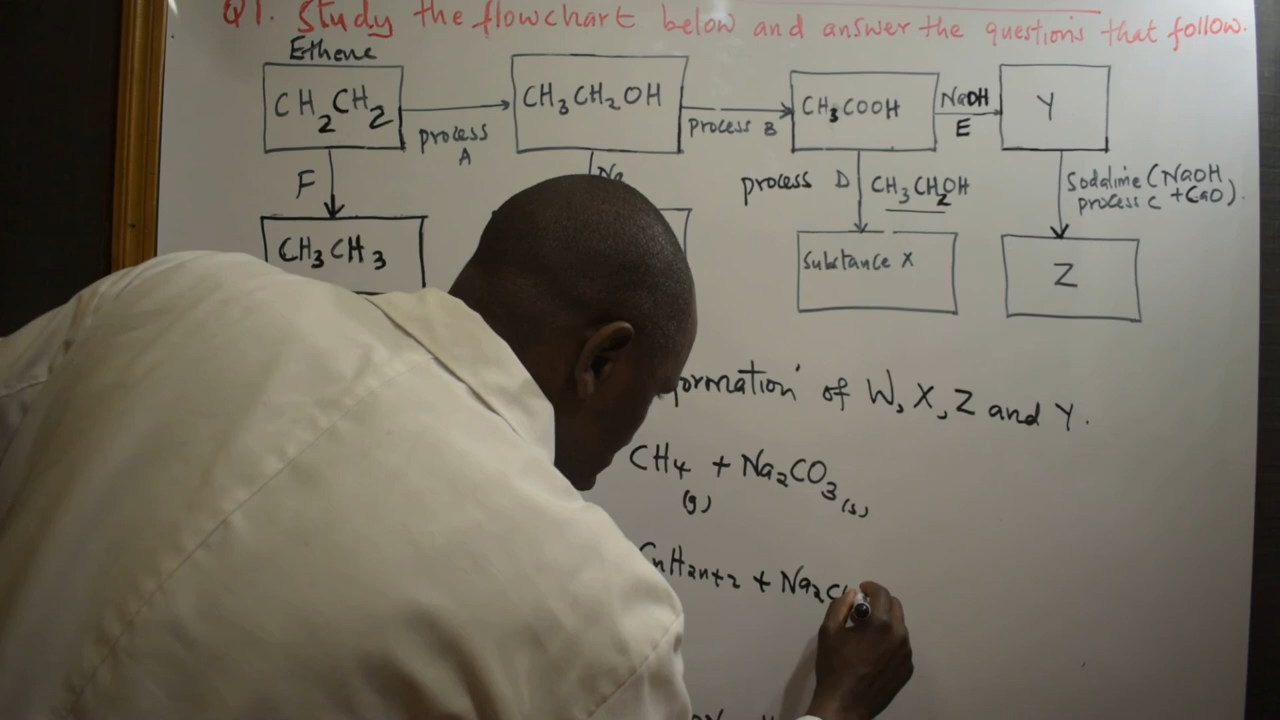 Q1. Study the flowchart below and answer the questions that follow.
Ethene
CH2CH2
process A
CH3CH2OH
process B
CH3COOH
NaOH
E
Y
F
Na
process D
CH3CH2OH
Sodalime (NaOH
process C + CaO).
CH3CH3
Substance X
Z
formation of W, X, Z and Y.
CH4 + Na2CO3
(g) (s)
CnH2n+2 + Na2C